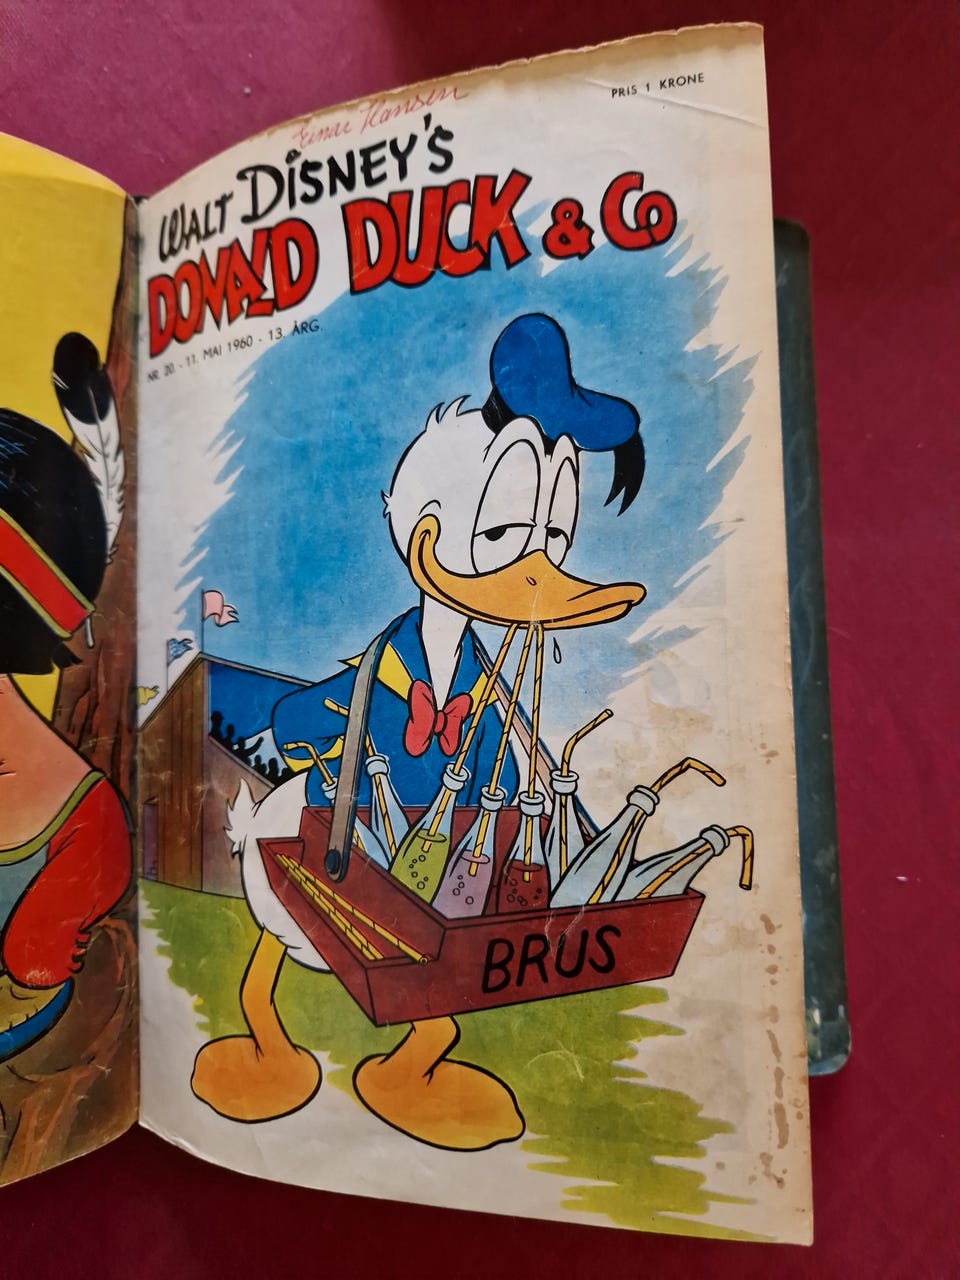 PRIS 1 KRONE
Einar Hansen
WALT DISNEY'S
DONALD DUCK & Co
NR. 20. - 11. MAI 1960 - 13. ÅRG.
BRUS